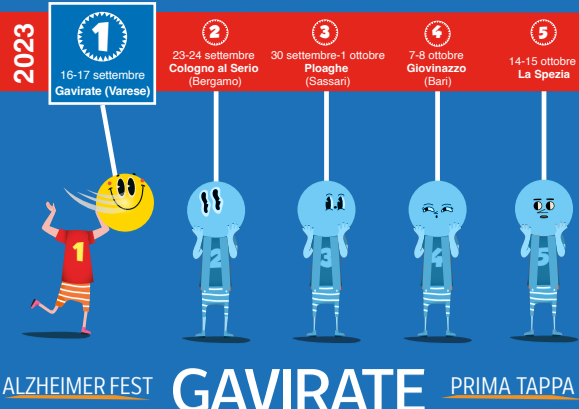 2023
1
16-17 settembre
Gavirate (Varese)
2
23-24 settembre
Cologno al Serio
(Bergamo)
3
30 settembre-1 ottobre
Ploaghe
(Sassari)
4
7-8 ottobre
Giovinazzo
(Bari)
5
14-15 ottobre
La Spezia
1
2
3
4
5
ALZHEIMER FEST
GAVIRATE
PRIMA TAPPA